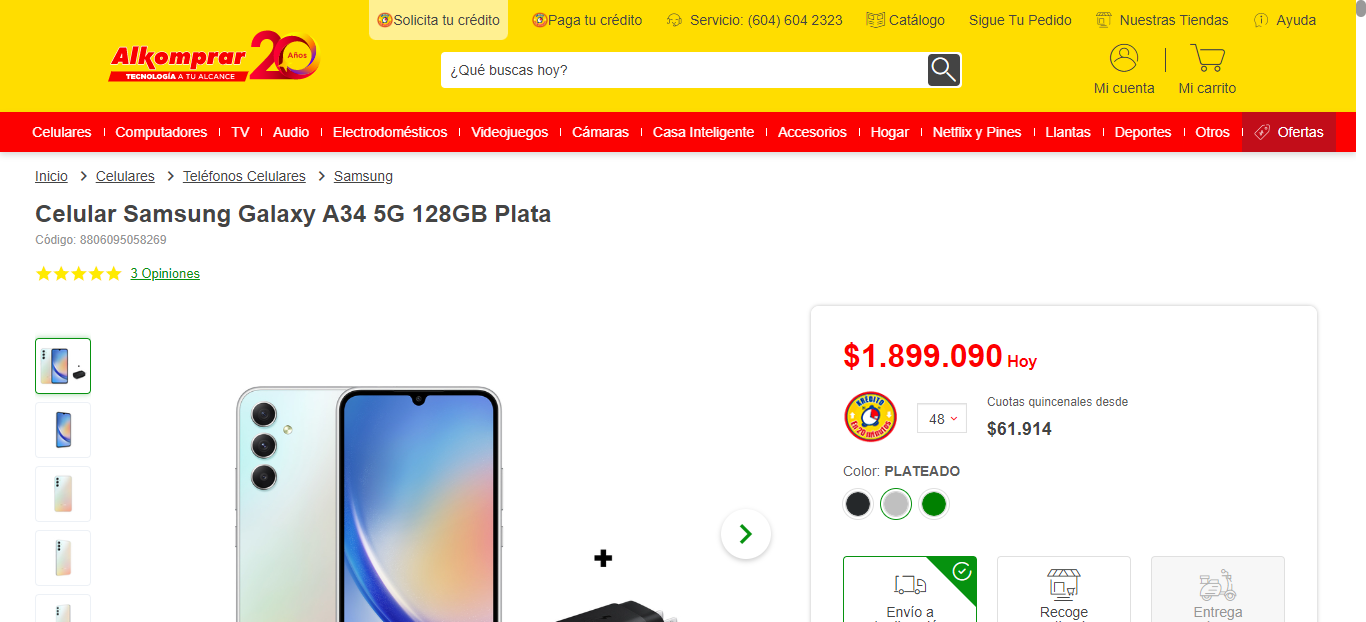 Solicita tu crédito
Paga tu crédito
Servicio: (604) 604 2323
Catálogo
Sigue Tu Pedido
Nuestras Tiendas
Ayuda
Alkomprar 20 Años
TECNOLOGÍA A TU ALCANCE
¿Qué buscas hoy?
Mi cuenta
Mi carrito
Celulares
Computadores
TV
Audio
Electrodomésticos
Videojuegos
Cámaras
Casa Inteligente
Accesorios
Hogar
Netflix y Pines
Llantas
Deportes
Otros
Ofertas
Inicio > Celulares > Teléfonos Celulares > Samsung
Celular Samsung Galaxy A34 5G 128GB Plata
Código: 8806095058269
3 Opiniones
$1.899.090 Hoy
KRÉDITO
En 20 minutos
48
Cuotas quincenales desde
$61.914
Color: PLATEADO
Envío a
Recoge
Entrega